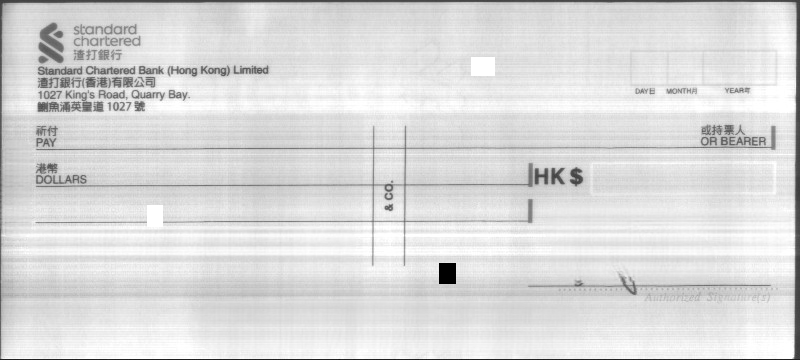 standard
chartered
渣打銀行
Standard Chartered Bank (Hong Kong) Limited
渣打銀行(香港)有限公司
1027 King's Road, Quarry Bay.
鰂魚涌英皇道 1027 號
DAY日 MONTH月 YEAR年
祈付
PAY
或持票人
OR BEARER
港幣
DOLLARS
HK $
& CO.
Authorized Signature(s)